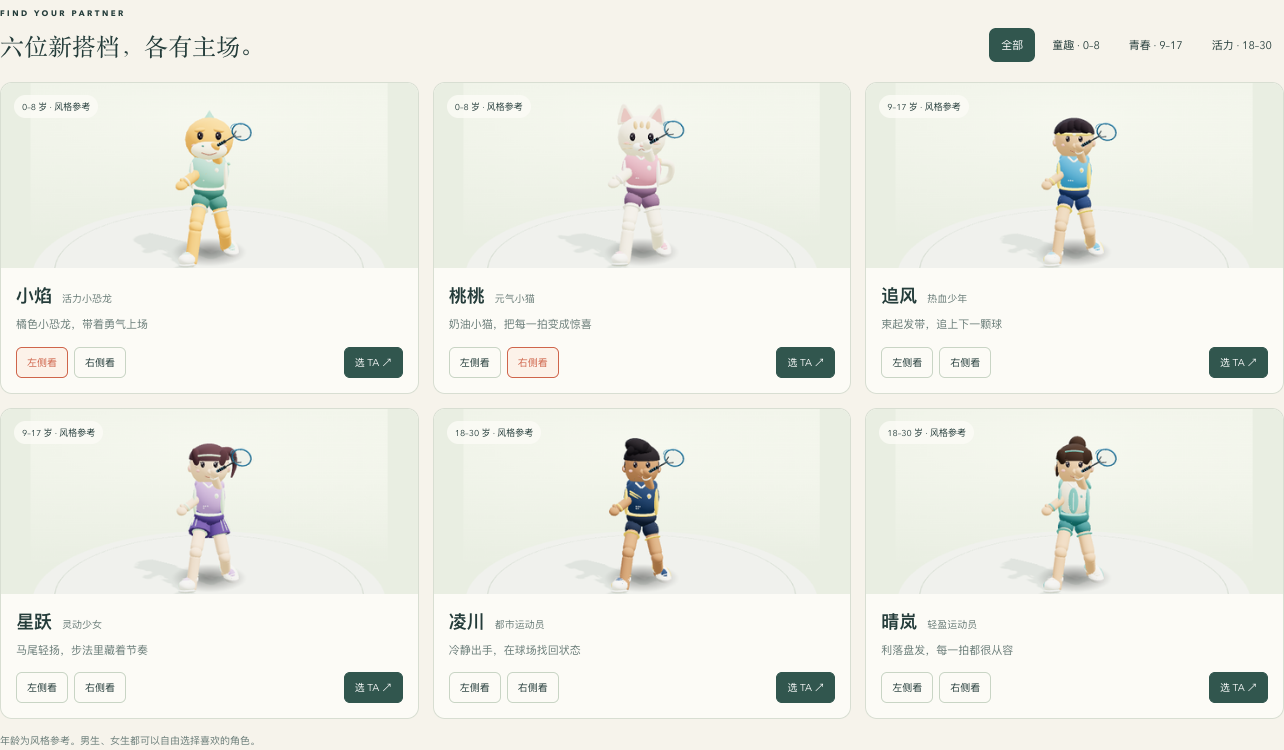 FIND YOUR PARTNER
六位新搭档，各有主场。
全部 童趣 · 0-8 青春 · 9-17 活力 · 18-30
0-8 岁 · 风格参考
小焰 活力小恐龙
橘色小恐龙，带着勇气上场
左侧看 右侧看 选 TA ↗
0-8 岁 · 风格参考
桃桃 元气小猫
奶油小猫，把每一拍变成惊喜
左侧看 右侧看 选 TA ↗
9-17 岁 · 风格参考
追风 热血少年
束起发带，追上下一颗球
左侧看 右侧看 选 TA ↗
9-17 岁 · 风格参考
星跃 灵动少女
马尾轻扬，步法里藏着节奏
左侧看 右侧看 选 TA ↗
18-30 岁 · 风格参考
凌川 都市运动员
冷静出手，在球场找回状态
左侧看 右侧看 选 TA ↗
18-30 岁 · 风格参考
晴岚 轻盈运动员
利落盘发，每一拍都很从容
左侧看 右侧看 选 TA ↗
年龄为风格参考。男生、女生都可以自由选择喜欢的角色。